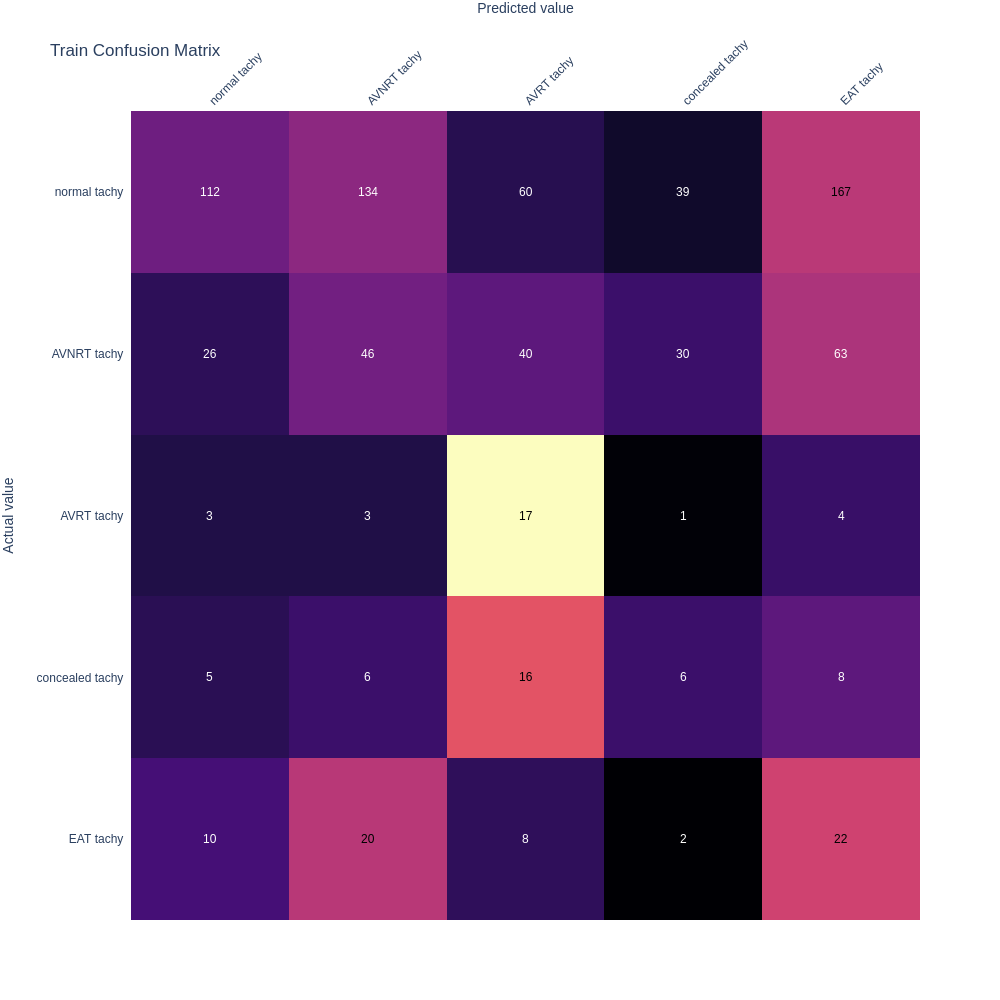 Predicted value
Train Confusion Matrix
normal tachy
AVNRT tachy
AVRT tachy
concealed tachy
EAT tachy
normal tachy 112 134 60 39 167
AVNRT tachy 26 46 40 30 63
Actual value
AVRT tachy 3 3 17 1 4
concealed tachy 5 6 16 6 8
EAT tachy 10 20 8 2 22